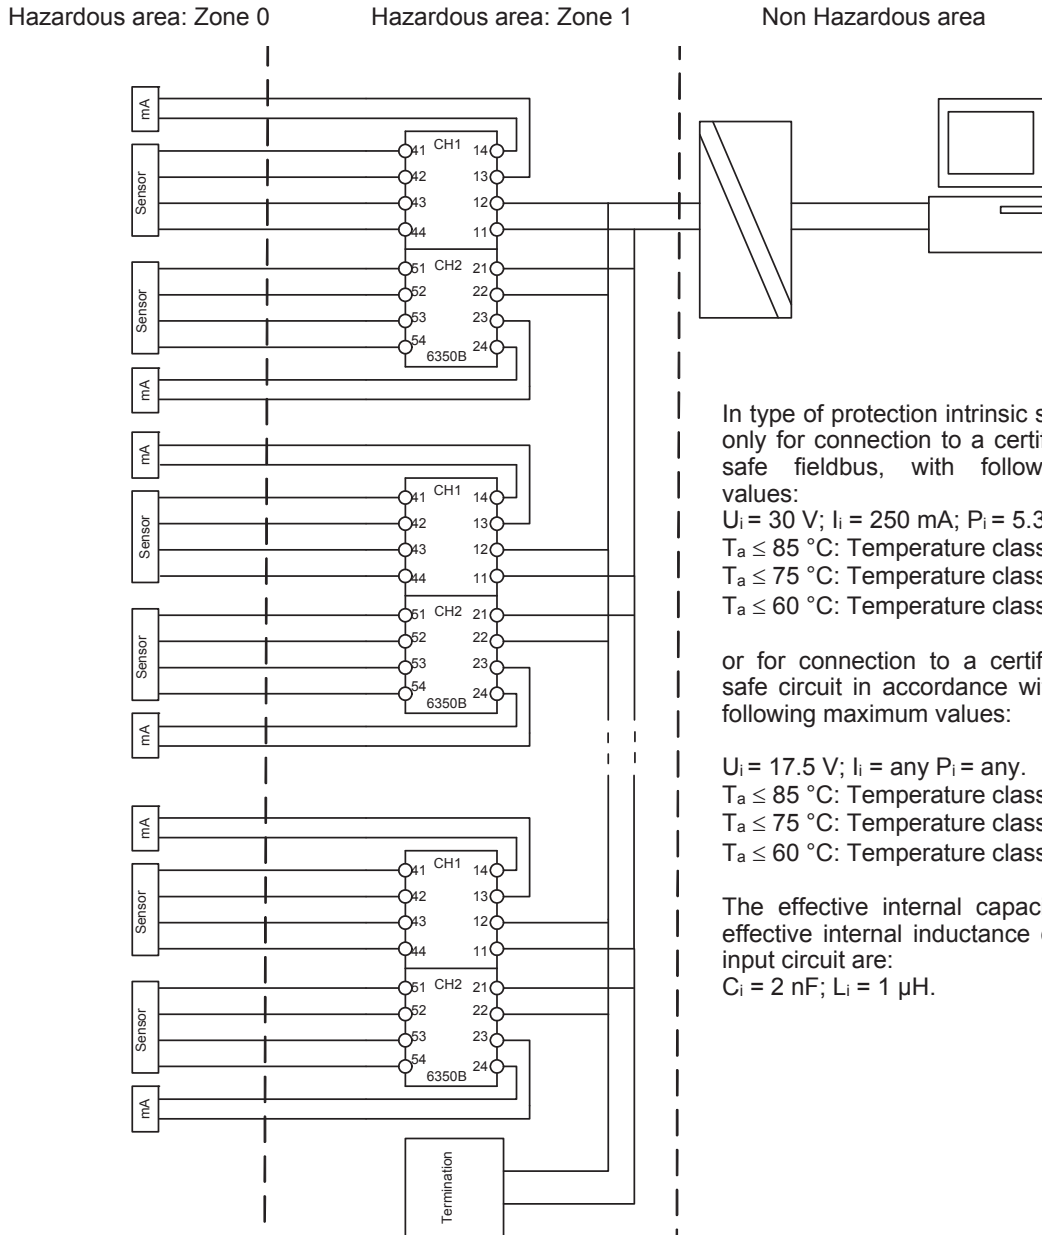 Hazardous area: Zone 0
Hazardous area: Zone 1
Non Hazardous area
mA
Sensor
41 CH1 14
42 13
43 12
44 11
Sensor
51 CH2 21
52 22
53 23
54 24
6350B
mA
mA
Sensor
41 CH1 14
42 13
43 12
44 11
Sensor
51 CH2 21
52 22
53 23
54 24
6350B
mA
mA
Sensor
41 CH1 14
42 13
43 12
44 11
Sensor
51 CH2 21
52 22
53 23
54 24
6350B
mA
Termination
In type of protection intrinsic s
only for connection to a certif
safe fieldbus, with follow
values:
Ui = 30 V; Ii = 250 mA; Pi = 5.3
Ta ≤ 85 °C: Temperature class
Ta ≤ 75 °C: Temperature class
Ta ≤ 60 °C: Temperature class
or for connection to a certif
safe circuit in accordance wi
following maximum values:
Ui = 17.5 V; Ii = any Pi = any.
Ta ≤ 85 °C: Temperature class
Ta ≤ 75 °C: Temperature class
Ta ≤ 60 °C: Temperature class
The effective internal capac
effective internal inductance
input circuit are:
Ci = 2 nF; Li = 1 µH.